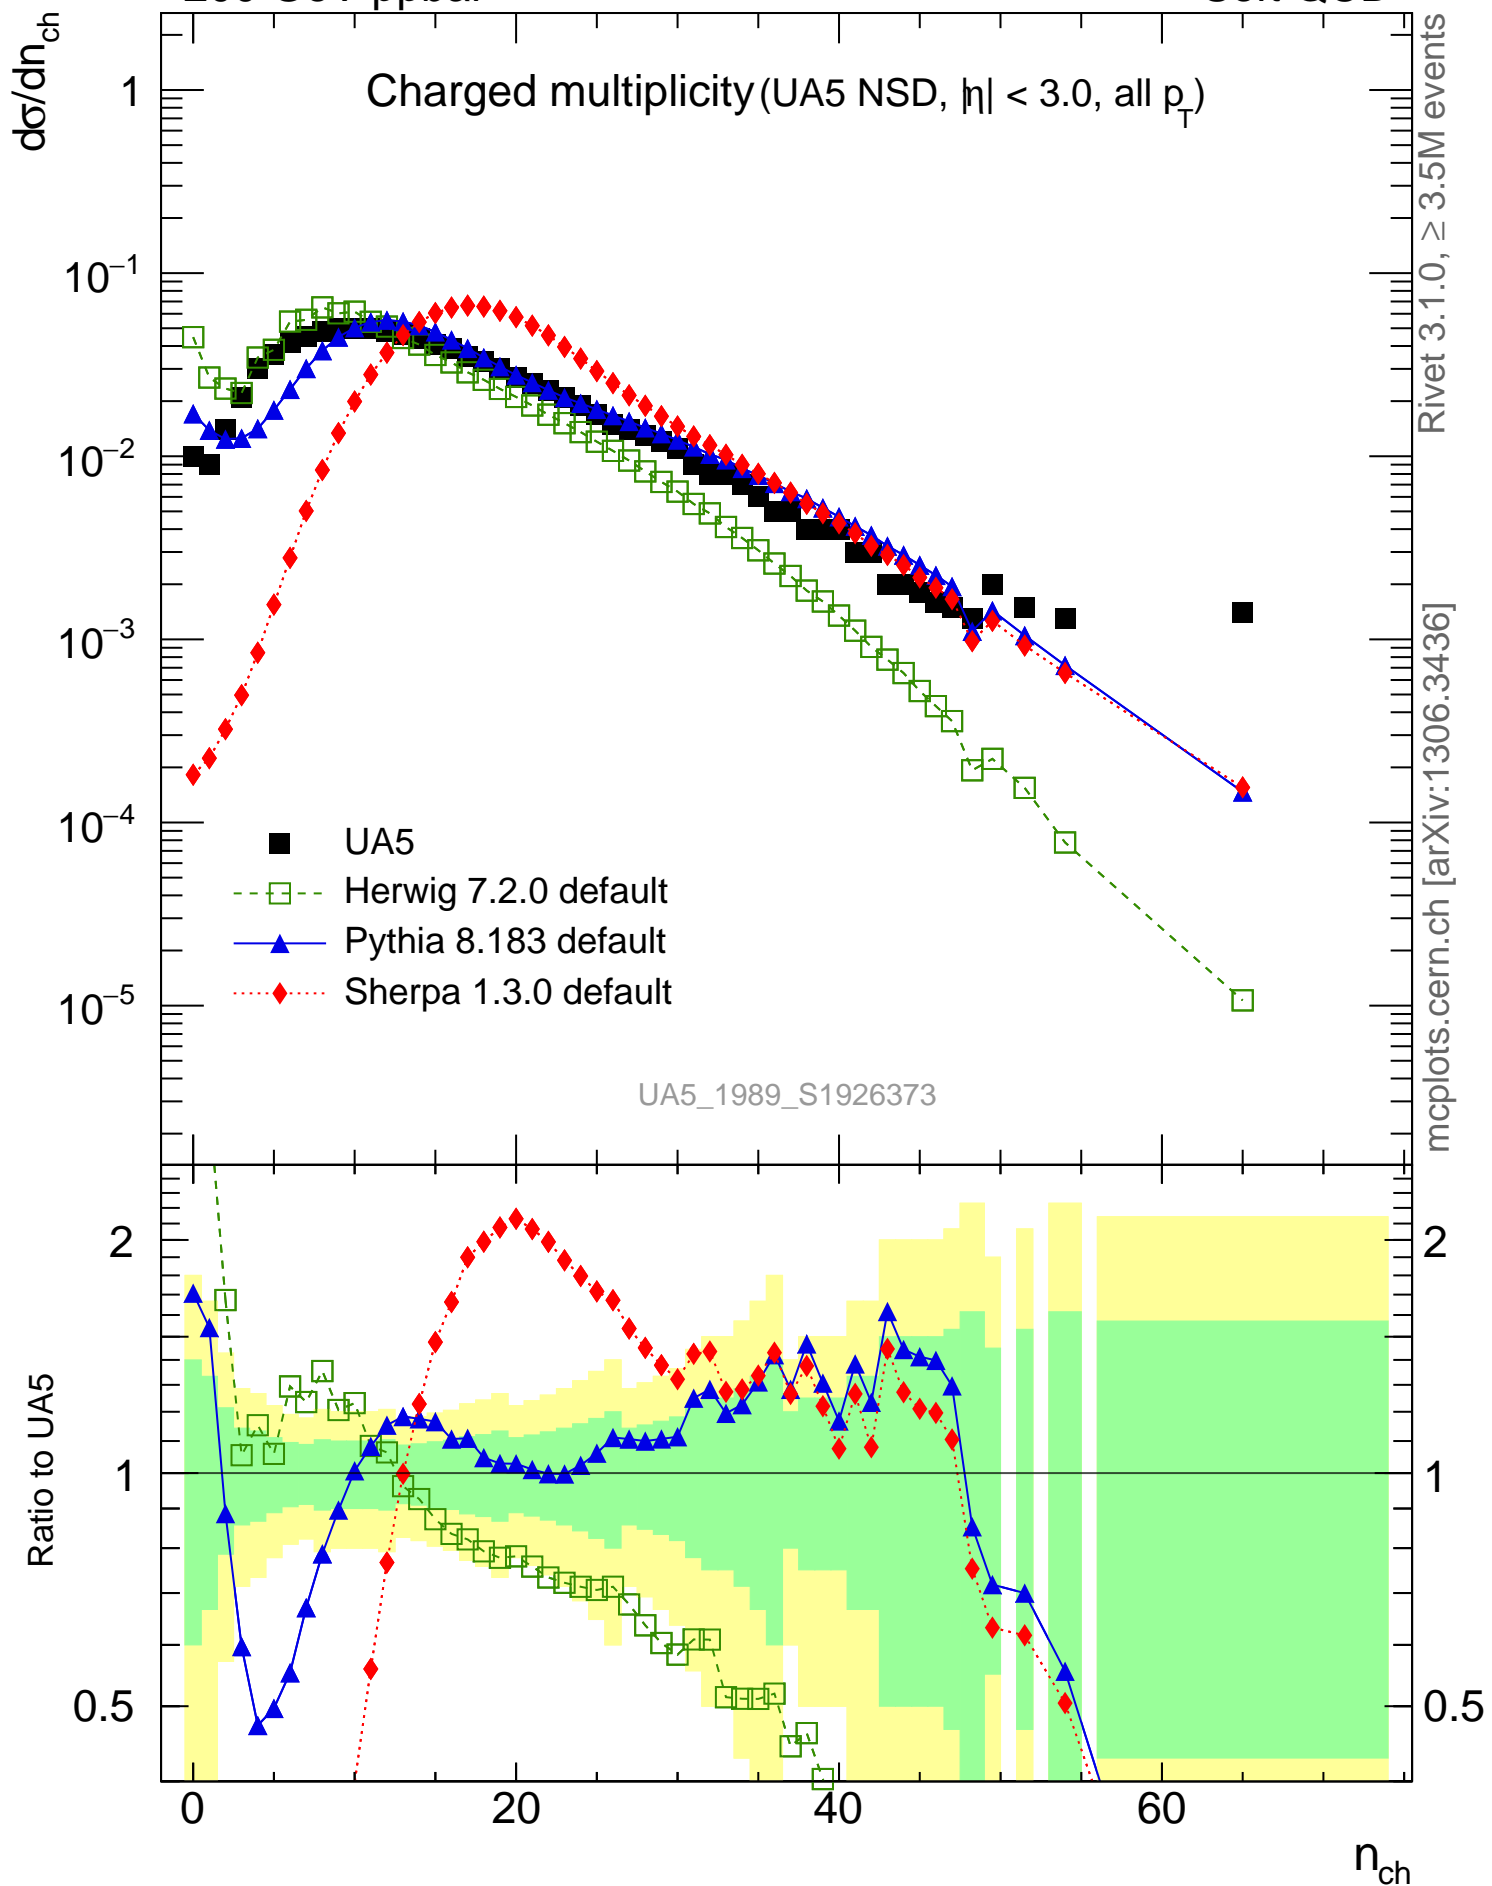 dσ/dn_ch
Charged multiplicity (UA5 NSD, |η| < 3.0, all p_T)
1
10⁻¹
10⁻²
10⁻³
10⁻⁴
10⁻⁵
UA5
Herwig 7.2.0 default
Pythia 8.183 default
Sherpa 1.3.0 default
UA5_1989_S1926373
Rivet 3.1.0, ≥ 3.5M events
mcplots.cern.ch [arXiv:1306.3436]
Ratio to UA5
2
1
0.5
2
1
0.5
0 20 40 60
n_ch